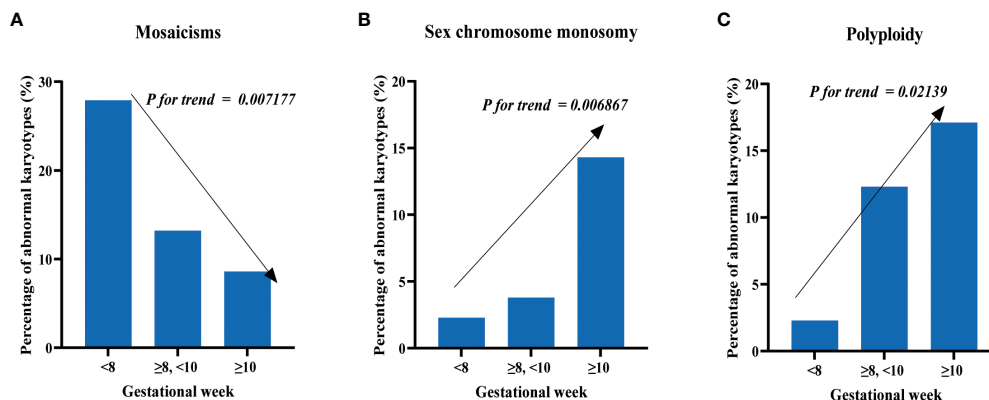 A
Mosaicisms
Percentage of abnormal karyotypes (%)
30
20
10
0
P for trend = 0.007177
<8
≥8, <10
≥10
Gestational week
B
Sex chromosome monosomy
Percentage of abnormal karyotypes (%)
20
15
10
5
0
P for trend = 0.006867
<8
≥8, <10
≥10
Gestational week
C
Polyploidy
Percentage of abnormal karyotypes (%)
20
15
10
5
0
P for trend = 0.02139
<8
≥8, <10
≥10
Gestational week